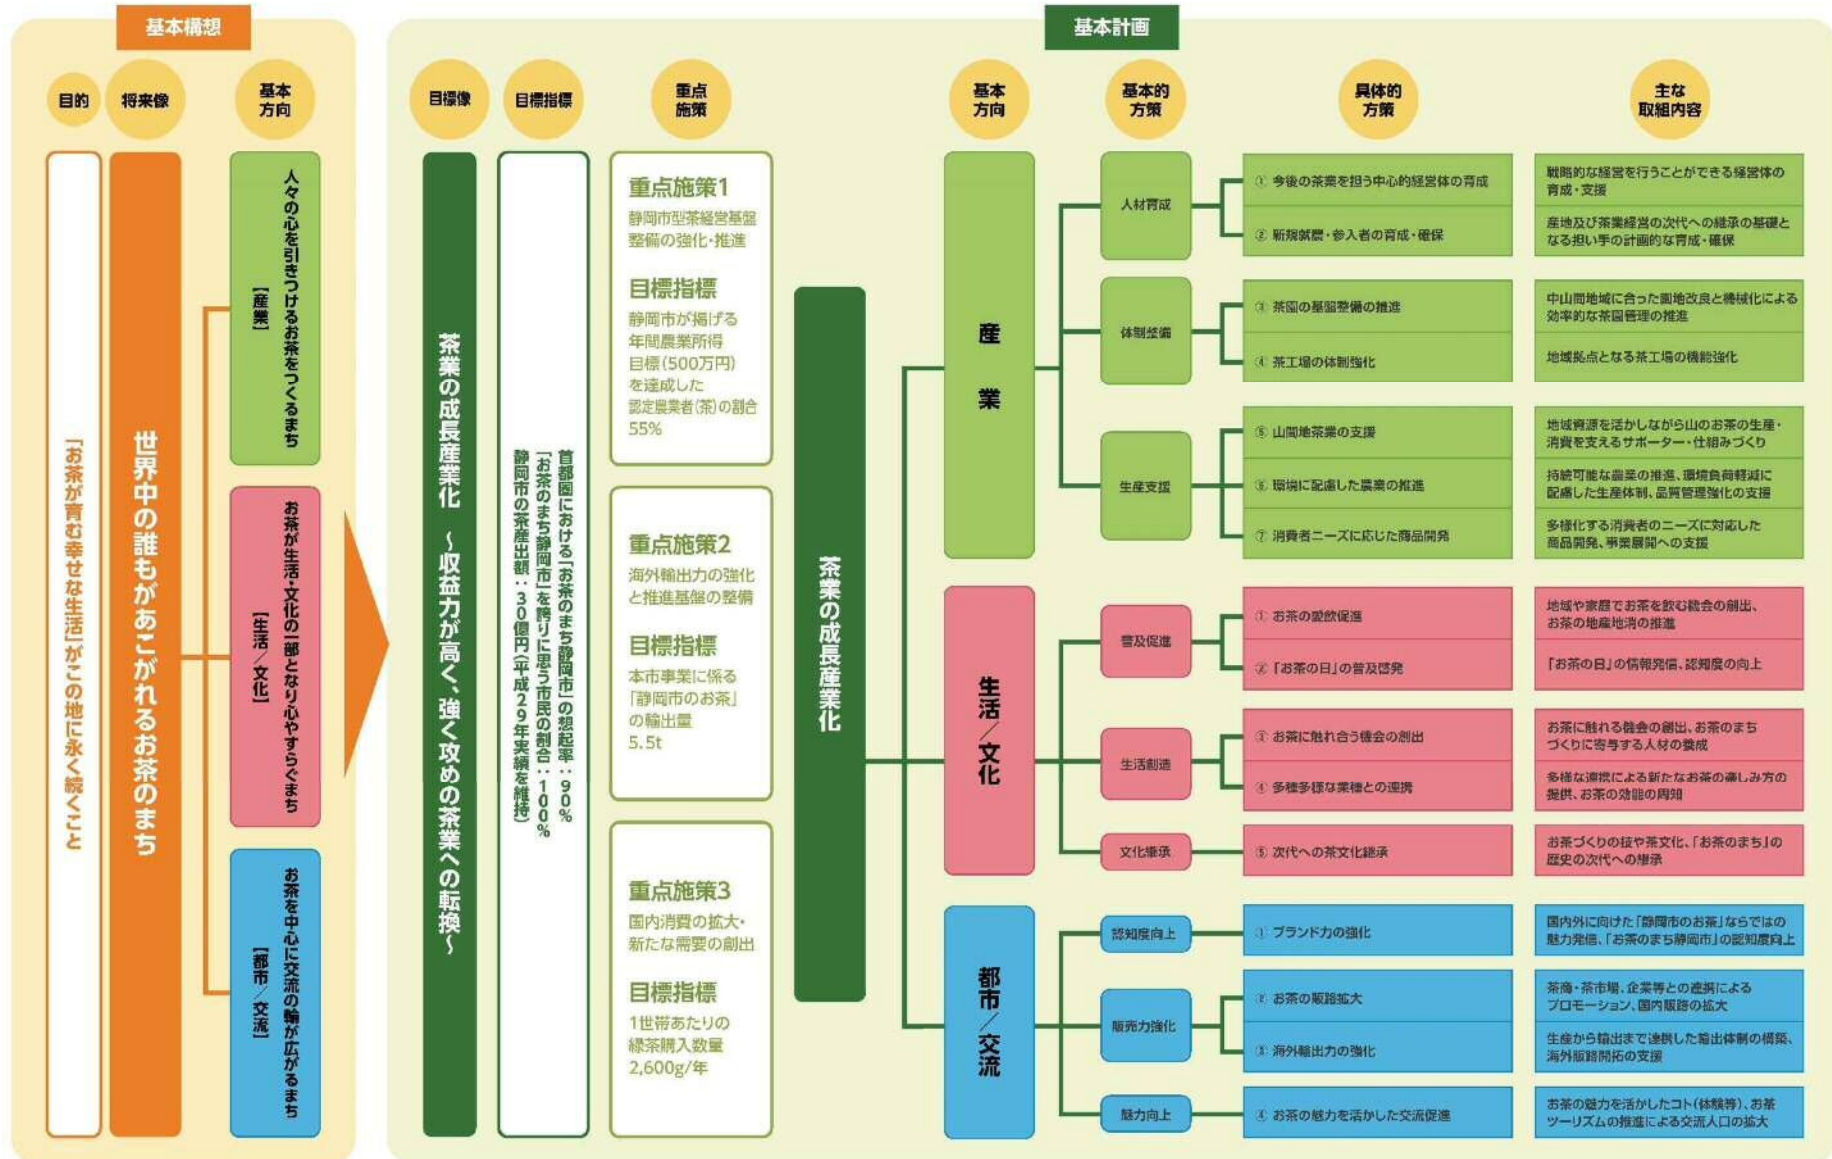 基本構想
目的
将来像
基本
方向
「お茶が育む幸せな生活」がこの地に永く続くこと
世界中の誰もがあこがれるお茶のまち
人々の心を引きつけるお茶をつくるまち
【産業】
お茶が生活・文化の一部となり心やすらぐまち
【生活／文化】
お茶を中心に交流の輪が広がるまち
【都市／交流】
基本計画
目標像
目標指標
重点
施策
基本
方向
基本的
方策
具体的
方策
主な
取組内容
茶業の成長産業化　～収益力が高く、強く攻めの茶業への転換～
首都圏における「お茶のまち静岡市」の想起率：90%
「お茶のまち静岡市」を誇りに思う市民の割合：100%
静岡市の茶産出額：30億円（平成29年実績を維持）
重点施策1
静岡市型茶経営基盤
整備の強化・推進
目標指標
静岡市が掲げる
年間農業所得
目標（500万円）
を達成した
認定農業者（茶）の割合
55%
重点施策2
海外輸出力の強化
と推進基盤の整備
目標指標
本市事業に係る
「静岡市のお茶」
の輸出量
5.5t
重点施策3
国内消費の拡大・
新たな需要の創出
目標指標
1世帯あたりの
緑茶購入数量
2,600g/年
茶業の成長産業化
産業
人材育成
① 今後の茶業を担う中心的経営体の育成
戦略的な経営を行うことができる経営体の
育成・支援
② 新規就農・参入者の育成・確保
産地及び茶業経営の次代への継承の基礎と
なる担い手の計画的な育成・確保
体制整備
③ 茶園の基盤整備の推進
中山間地域に合った園地改良と機械化による
効率的な茶園管理の推進
④ 茶工場の体制強化
地域拠点となる茶工場の機能強化
生産支援
⑤ 山間地茶業の支援
地域資源を活かしながら山のお茶の生産・
消費を支えるサポーター・仕組みづくり
⑥ 環境に配慮した農業の推進
持続可能な農業の推進、環境負荷軽減に
配慮した生産体制、品質管理強化の支援
⑦ 消費者ニーズに応じた商品開発
多様化する消費者のニーズに対応した
商品開発、事業展開への支援
生活／文化
普及促進
① お茶の愛飲促進
地域や家庭でお茶を飲む機会の創出、
お茶の地産地消の推進
② 「お茶の日」の普及啓発
「お茶の日」の情報発信、認知度の向上
生活創造
③ お茶に触れ合う機会の創出
お茶に触れる機会の創出、お茶のまち
づくりに寄与する人材の養成
④ 多種多様な業種との連携
多様な連携による新たなお茶の楽しみ方の
提供、お茶の効能の周知
文化継承
⑤ 次代への茶文化継承
お茶づくりの技や茶文化、「お茶のまち」の
歴史の次代への継承
都市／交流
認知度向上
① ブランド力の強化
国内外に向けた「静岡市のお茶」ならではの
魅力発信、「お茶のまち静岡市」の認知度向上
販売力強化
② お茶の販路拡大
茶商・茶市場、企業等との連携による
プロモーション、国内販路の拡大
③ 海外輸出力の強化
生産から輸出まで連携した輸出体制の構築、
海外販路開拓の支援
魅力向上
④ お茶の魅力を活かした交流促進
お茶の魅力を活かしたコト（体験等）、お茶
ツーリズムの推進による交流人口の拡大